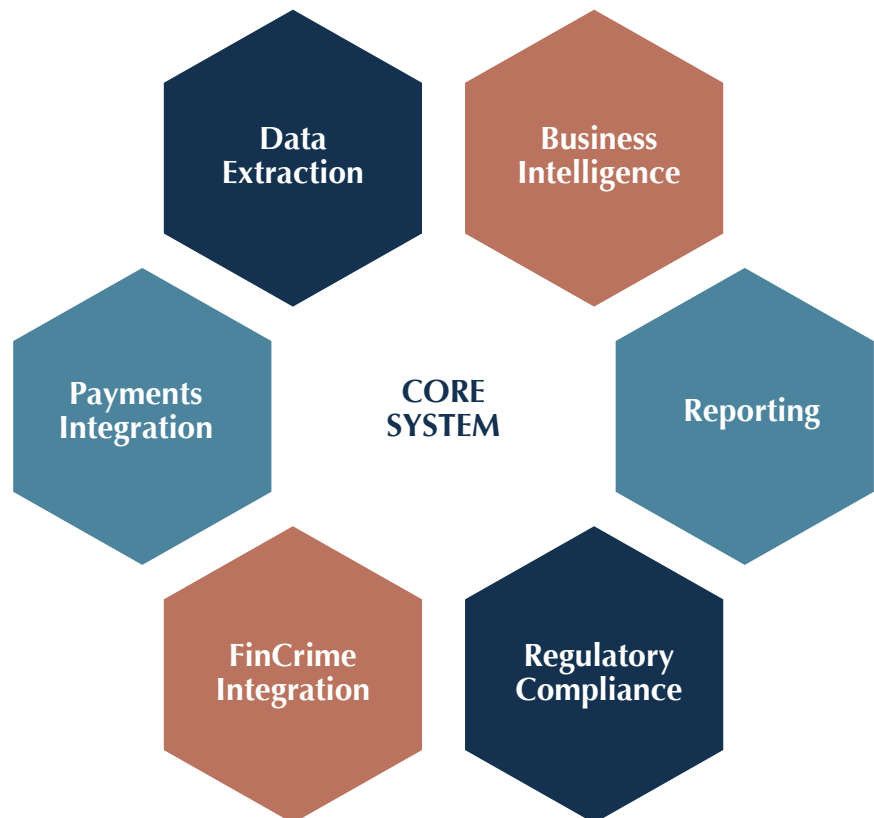 Data
Extraction
Business
Intelligence
Payments
Integration
CORE
SYSTEM
Reporting
FinCrime
Integration
Regulatory
Compliance